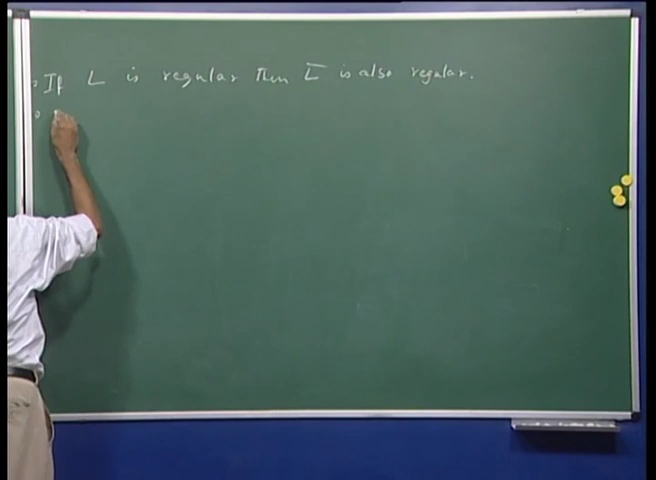 If L is regular then L̅ is also regular.